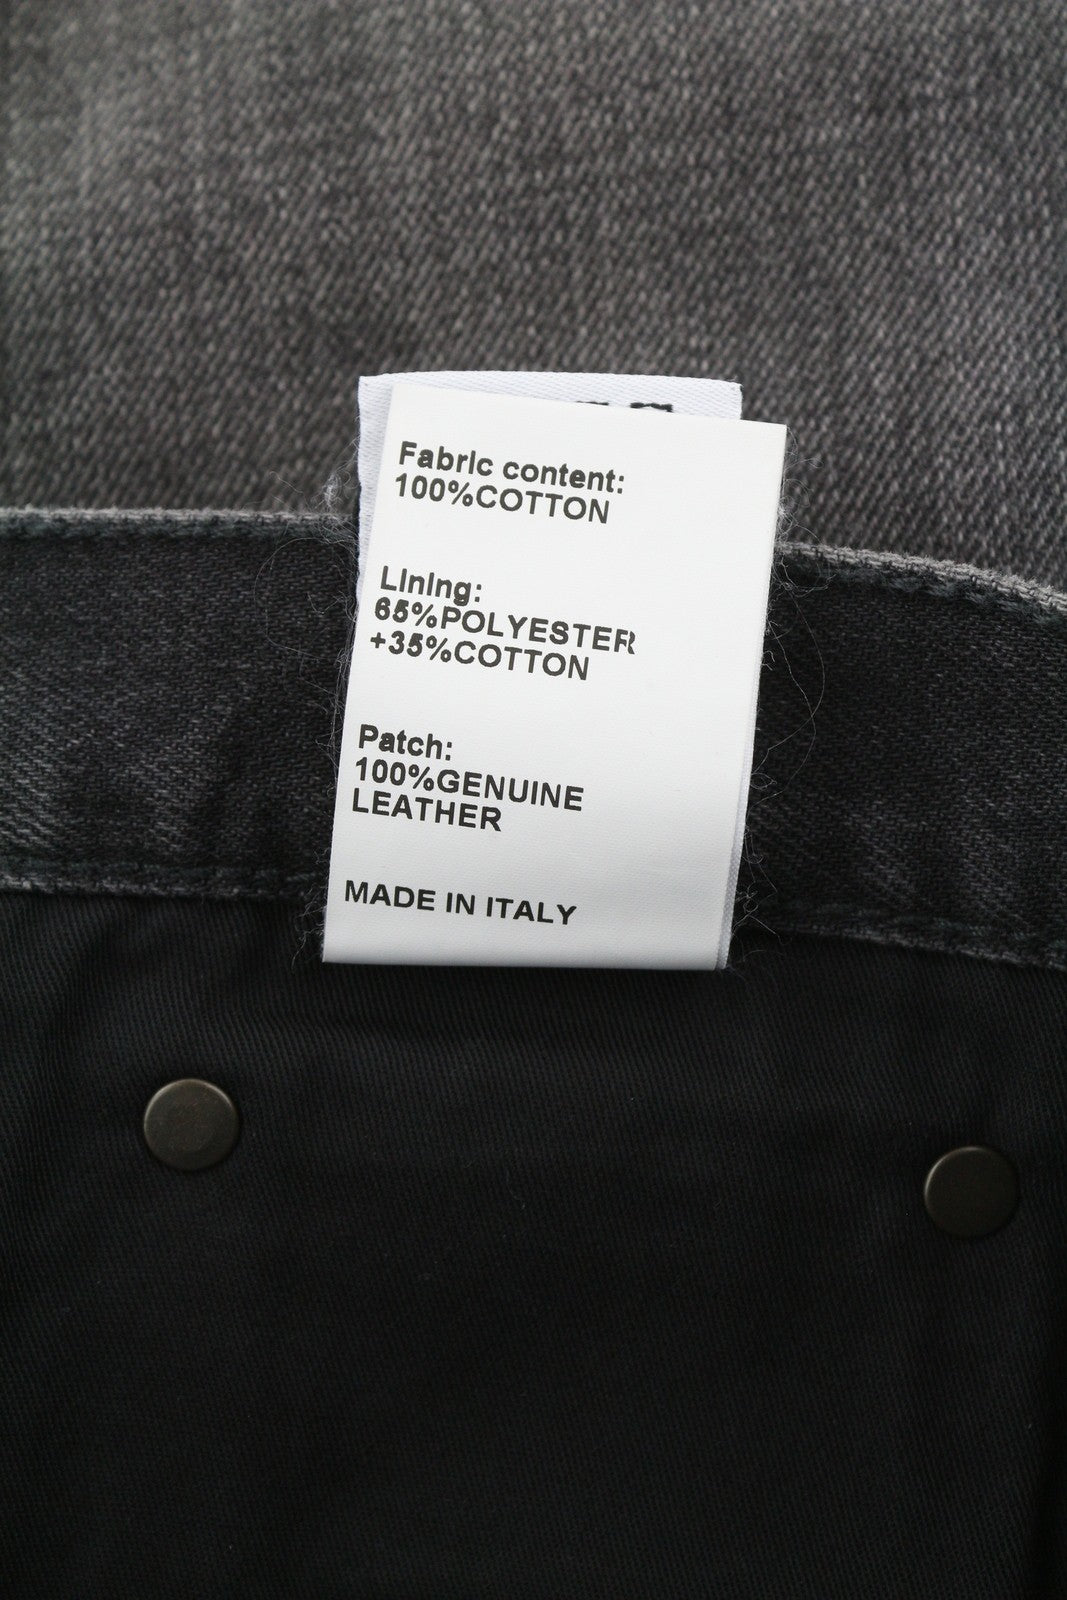 Fabric content:
100%COTTON
Lining:
65%POLYESTER
+35%COTTON
Patch:
100%GENUINE
LEATHER
MADE IN ITALY